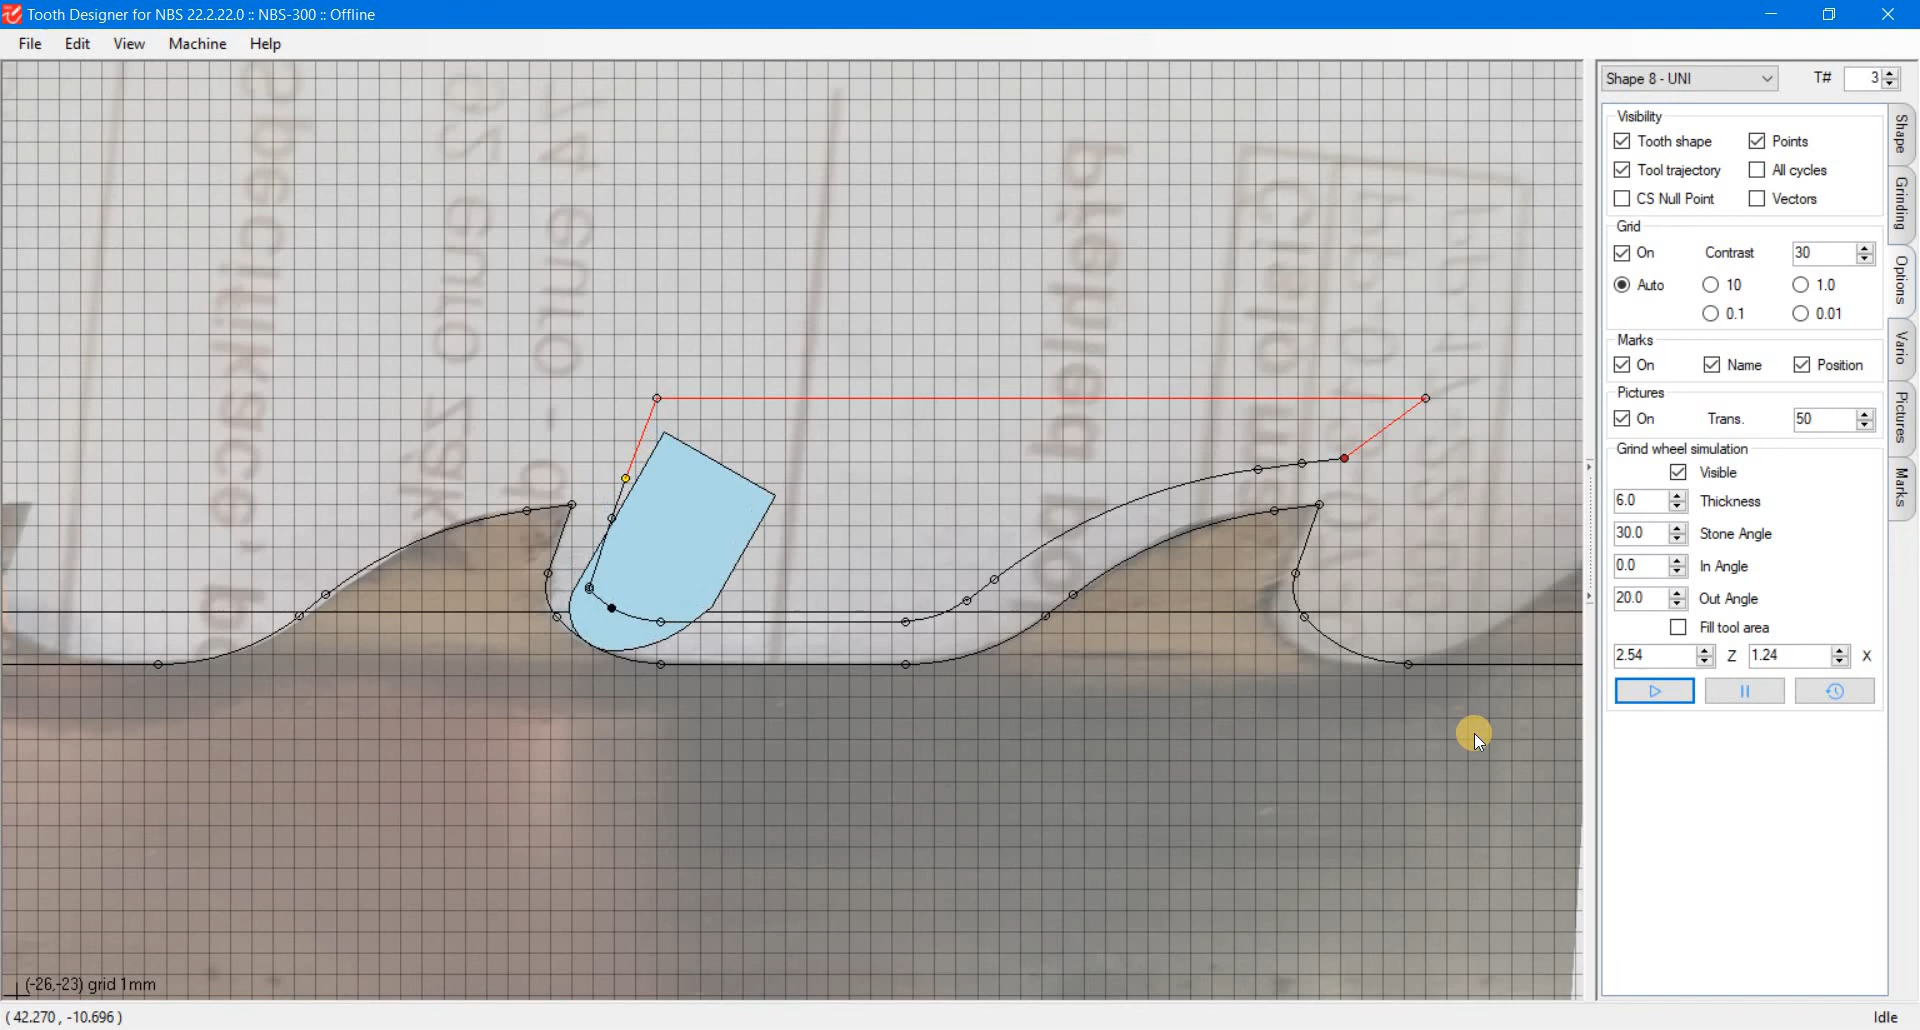 Tooth Designer for NBS 22.2.22.0 :: NBS-300 :: Offline
File Edit View Machine Help
Shape 8 - UNI T# 3
Visibility
Tooth shape Points
Tool trajectory All cycles
CS Null Point Vectors
Grid
On Contrast 30
Auto 10 1.0
0.1 0.01
Marks
On Name Position
Pictures
On Trans. 50
Grind wheel simulation
Visible
6.0 Thickness
30.0 Stone Angle
0.0 In Angle
20.0 Out Angle
Fill tool area
2.54 Z 1.24 X
Shape
Grinding
Options
Vario
Pictures
Marks
(-26,-23) grid 1mm
( 42.270 , -10.696 )
Idle